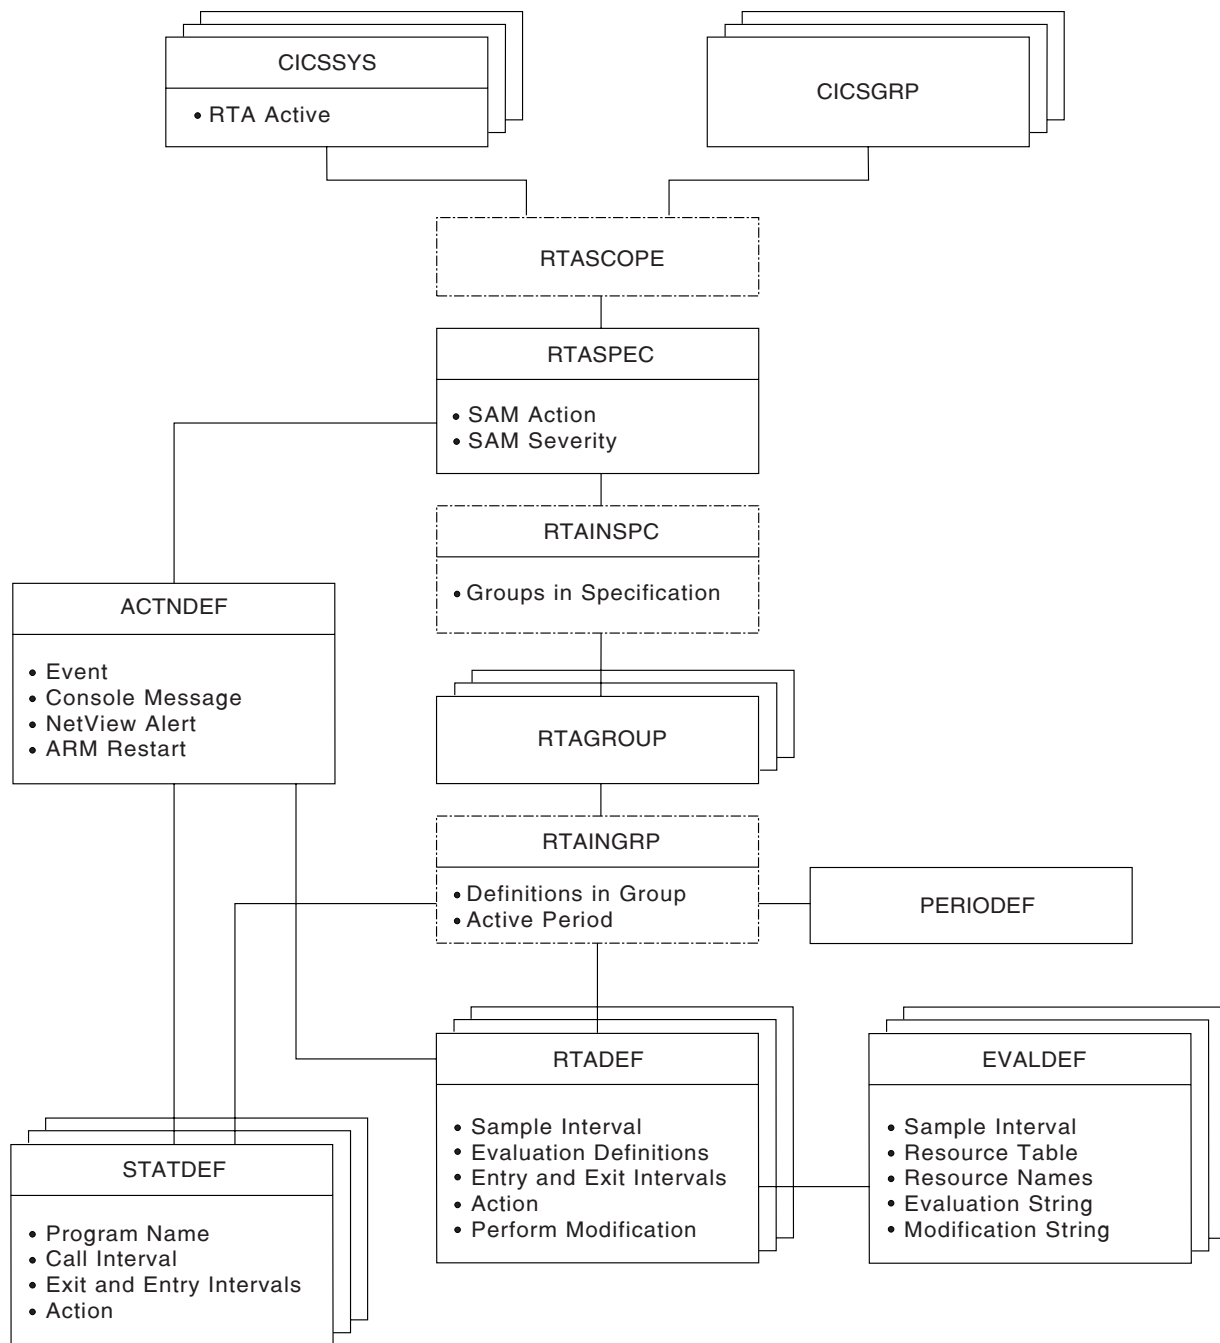 CICSSYS
• RTA Active
CICSGRP
RTASCOPE
RTASPEC
• SAM Action
• SAM Severity
RTAINSPC
• Groups in Specification
ACTNDEF
• Event
• Console Message
• NetView Alert
• ARM Restart
RTAGROUP
RTAINGRP
• Definitions in Group
• Active Period
PERIODEF
RTADEF
• Sample Interval
• Evaluation Definitions
• Entry and Exit Intervals
• Action
• Perform Modification
EVALDEF
• Sample Interval
• Resource Table
• Resource Names
• Evaluation String
• Modification String
STATDEF
• Program Name
• Call Interval
• Exit and Entry Intervals
• Action